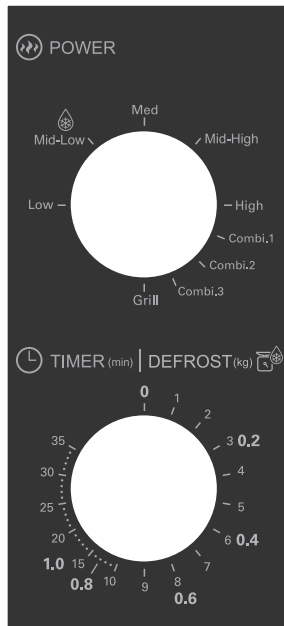 POWER
Med
Mid-Low
Mid-High
Low
High
Combi.1
Combi.2
Combi.3
Grill
TIMER (min) | DEFROST (kg)
0
1
2
3 0.2
4
5
6 0.4
7
8
0.6
9
10
15
0.8
1.0
20
25
30
35